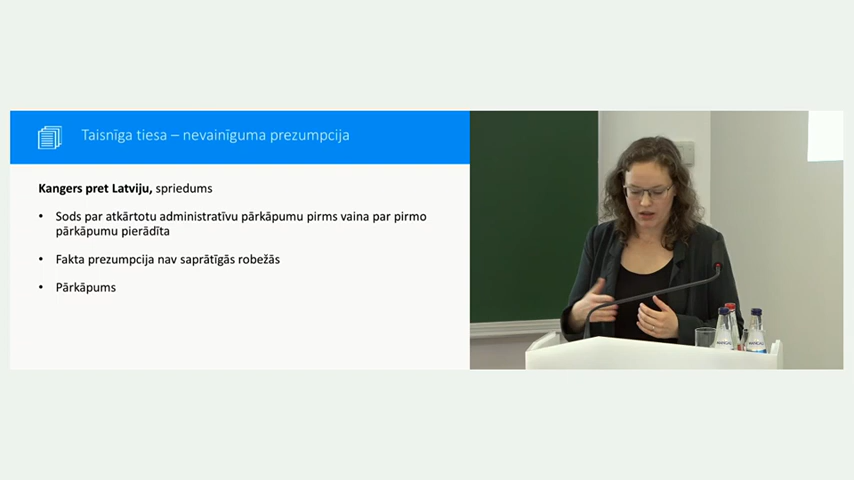 Taisnīga tiesa – nevainīguma prezumpcija
Kangers pret Latviju, spriedums
• Sods par atkārtotu administratīvu pārkāpumu pirms vaina par pirmo
pārkāpumu pierādīta
• Fakta prezumpcija nav saprātīgās robežās
• Pārkāpums